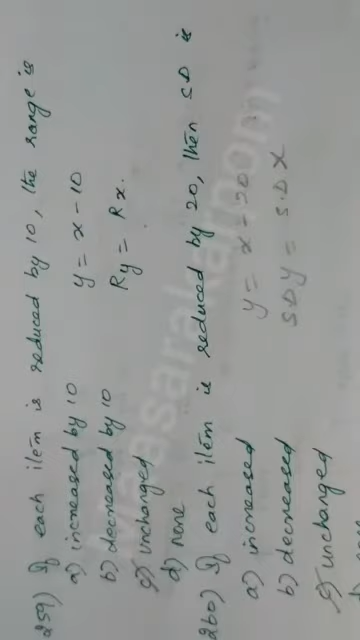 259) If each item is reduced by 10, the range is
a) increased by 10 y = x - 10
b) decreased by 10 Ry = Rx.
c) unchanged
d) none
260) If each item is reduced by 20, then SD is
a) increased y = x - 20
b) decreased SDy = S.D x
c) unchanged